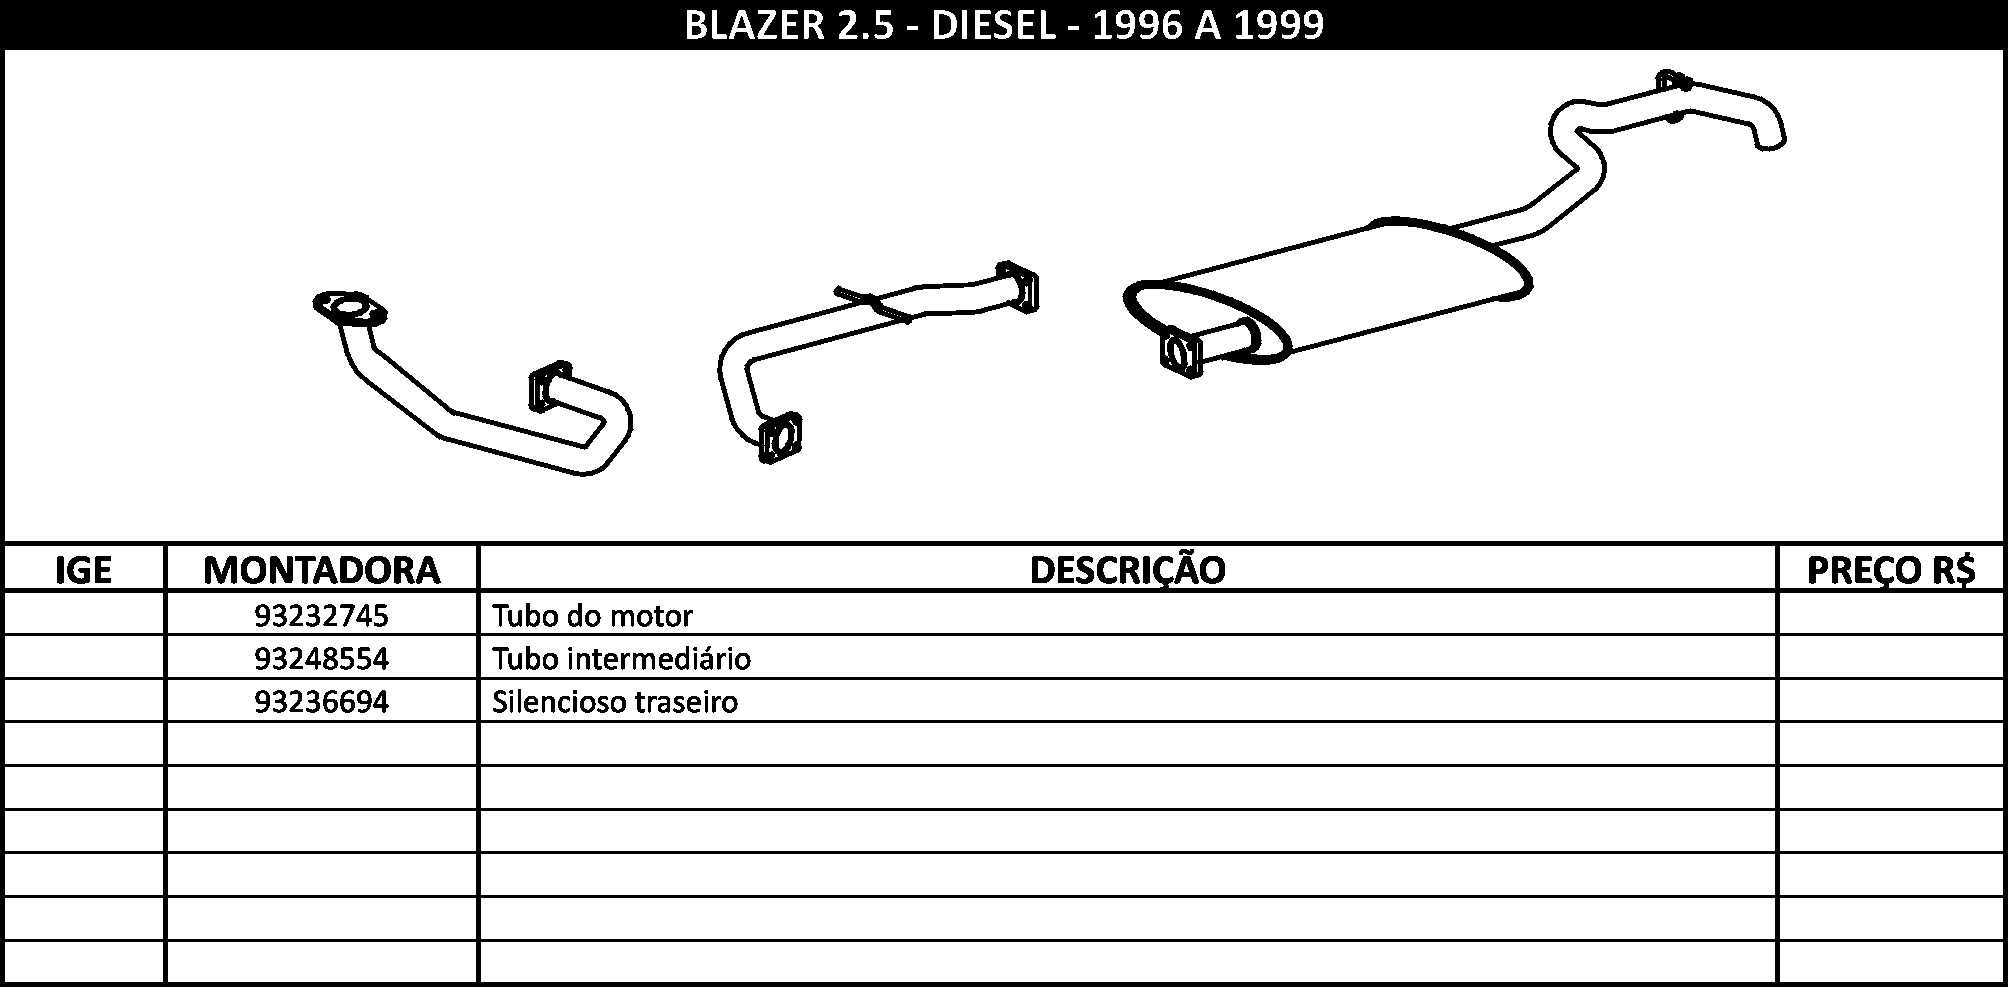 BLAZER 2.5 - DIESEL - 1996 A 1999
IGE MONTADORA DESCRIÇÃO PREÇO R$
93232745 Tubo do motor
93248554 Tubo intermediário
93236694 Silencioso traseiro